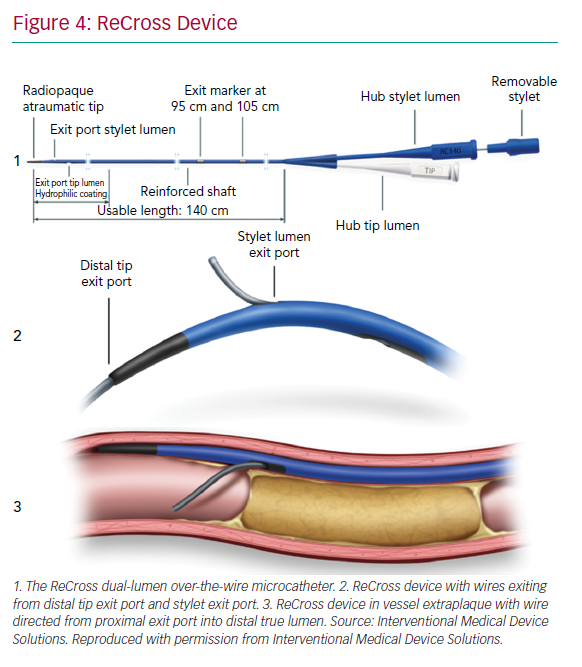 Figure 4: ReCross Device
Radiopaque
atraumatic tip
Exit marker at
95 cm and 105 cm
Hub stylet lumen
Removable
stylet
Exit port stylet lumen
1
RC140
TIP
Exit port tip lumen
Hydrophilic coating
Reinforced shaft
Usable length: 140 cm
Hub tip lumen
Stylet lumen
exit port
Distal tip
exit port
2
3
1. The ReCross dual-lumen over-the-wire microcatheter. 2. ReCross device with wires exiting
from distal tip exit port and stylet exit port. 3. ReCross device in vessel extraplaque with wire
directed from proximal exit port into distal true lumen. Source: Interventional Medical Device
Solutions. Reproduced with permission from Interventional Medical Device Solutions.